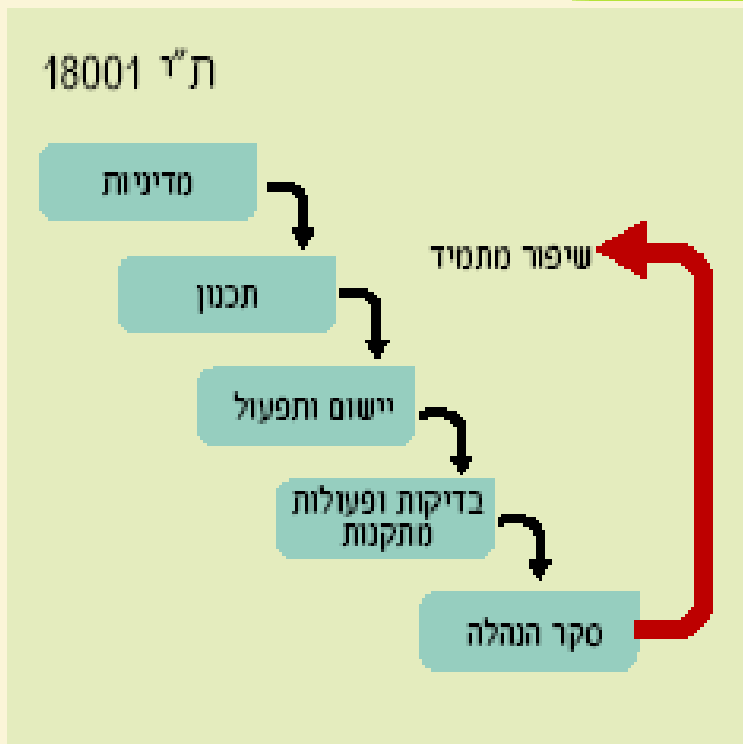 ת"י 18001
מדיניות
תכנון
יישום ותפעול
בדיקות ופעולות
מתקנות
סקר הנהלה
שיפור מתמיד